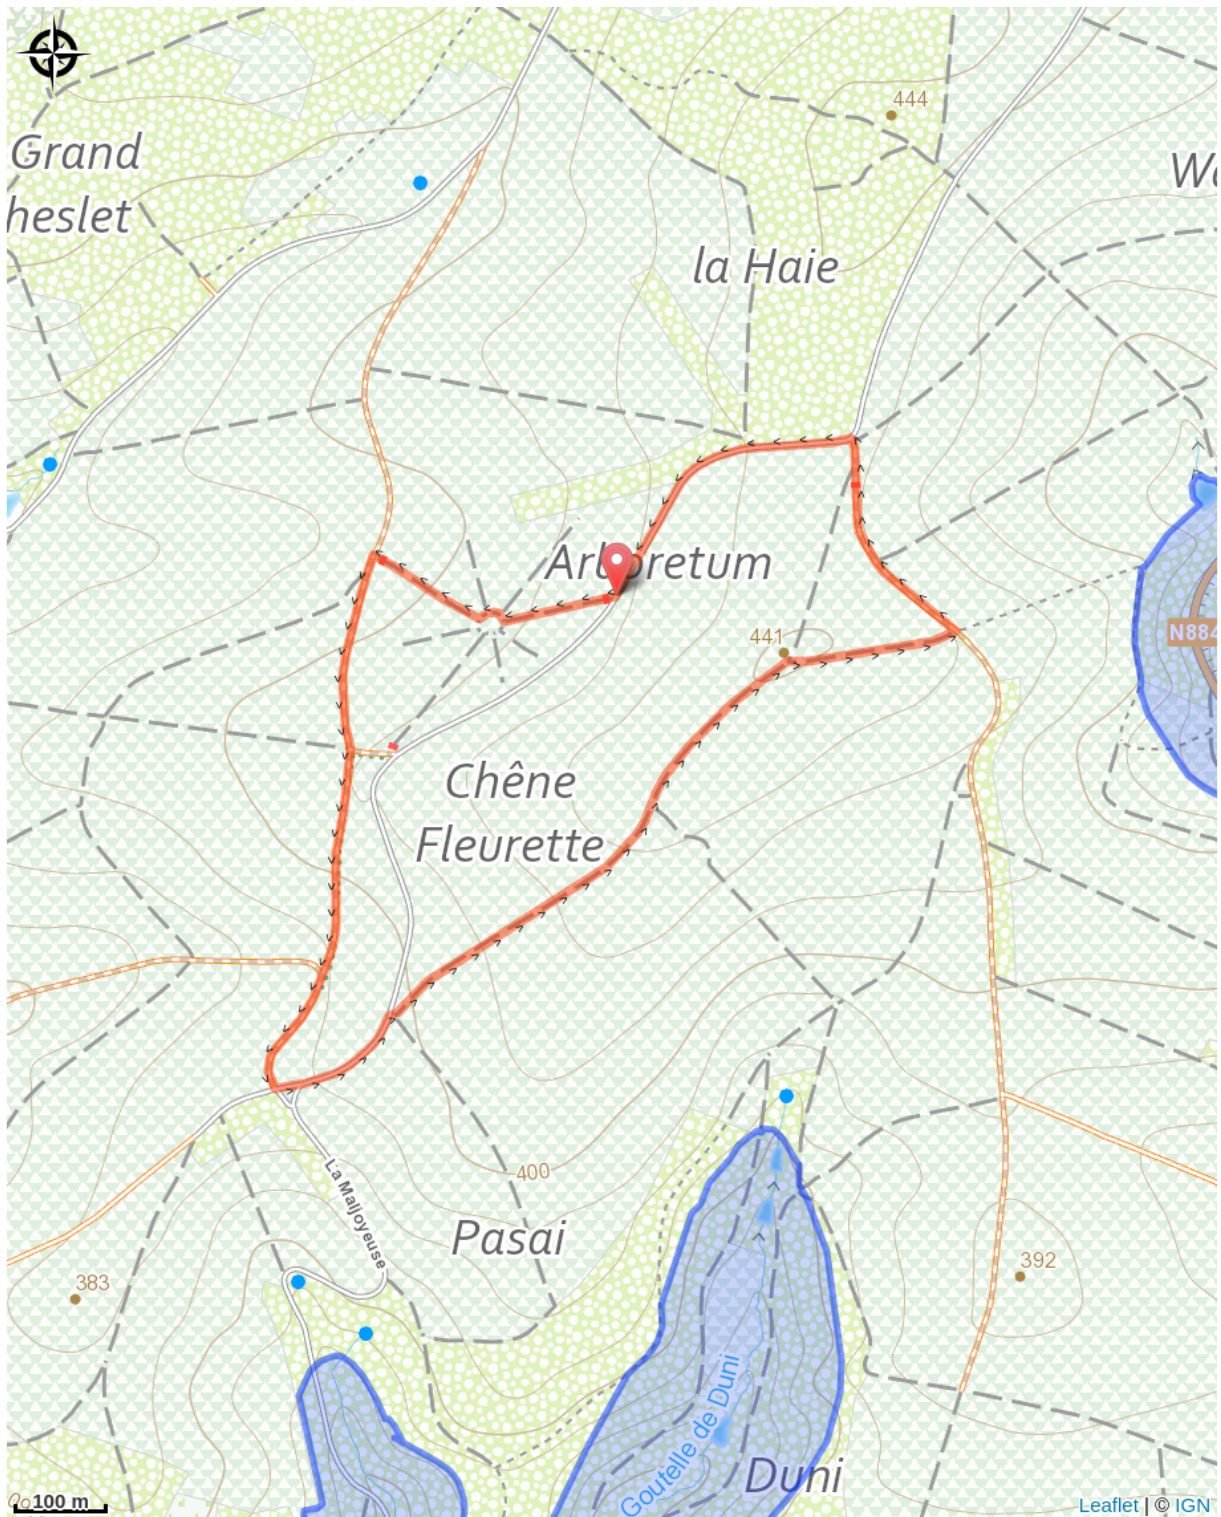 444
Grand
heslet
la Haie
Arboretum
441
N884
Chêne
Fleurette
400
La Maljoyeuse
Pasai
392
383
Goutelle de Duni
Duni
100 m
Leaflet | © IGN